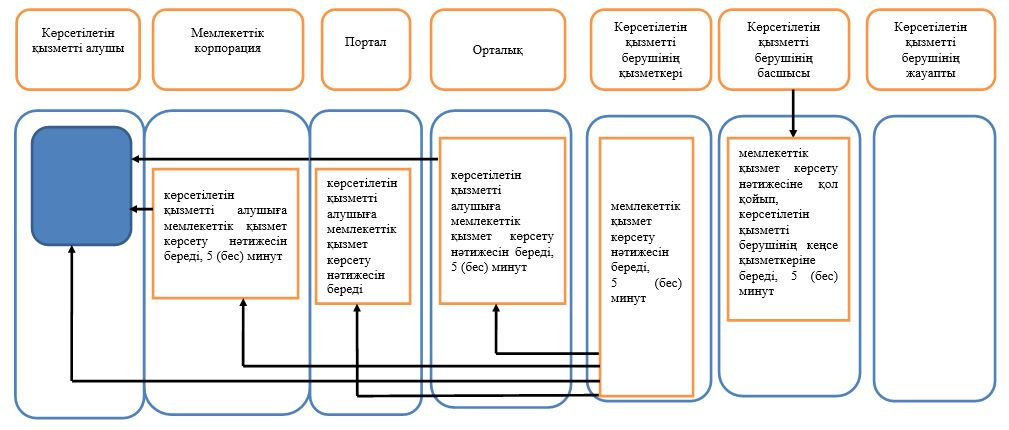 Көрсетілетін
қызметті алушы
Мемлекеттік
корпорация
Портал
Орталық
Көрсетілетін
қызметті
берушінің
қызметкері
Көрсетілетін
қызметті
берушінің
басшысы
Көрсетілетін
қызметті
берушінің
жауапты
көрсетілетін
қызметті алушыға
мемлекеттік қызмет
көрсету нәтижесін
береді, 5 (бес) минут
көрсетілетін
қызметті
алушыға
мемлекеттік
қызмет
көрсету
нәтижесін
береді
көрсетілетін
қызметті
алушыға
мемлекеттік
қызмет көрсету
нәтижесін береді,
5 (бес) минут
мемлекеттік
қызмет
көрсету
нәтижесін
береді,
5 (бес)
минут
мемлекеттік
қызмет көрсету
нәтижесіне қол
қойып,
көрсетілетін
қызметті
берушінің кеңсе
қызметкеріне
береді, 5 (бес)
минут